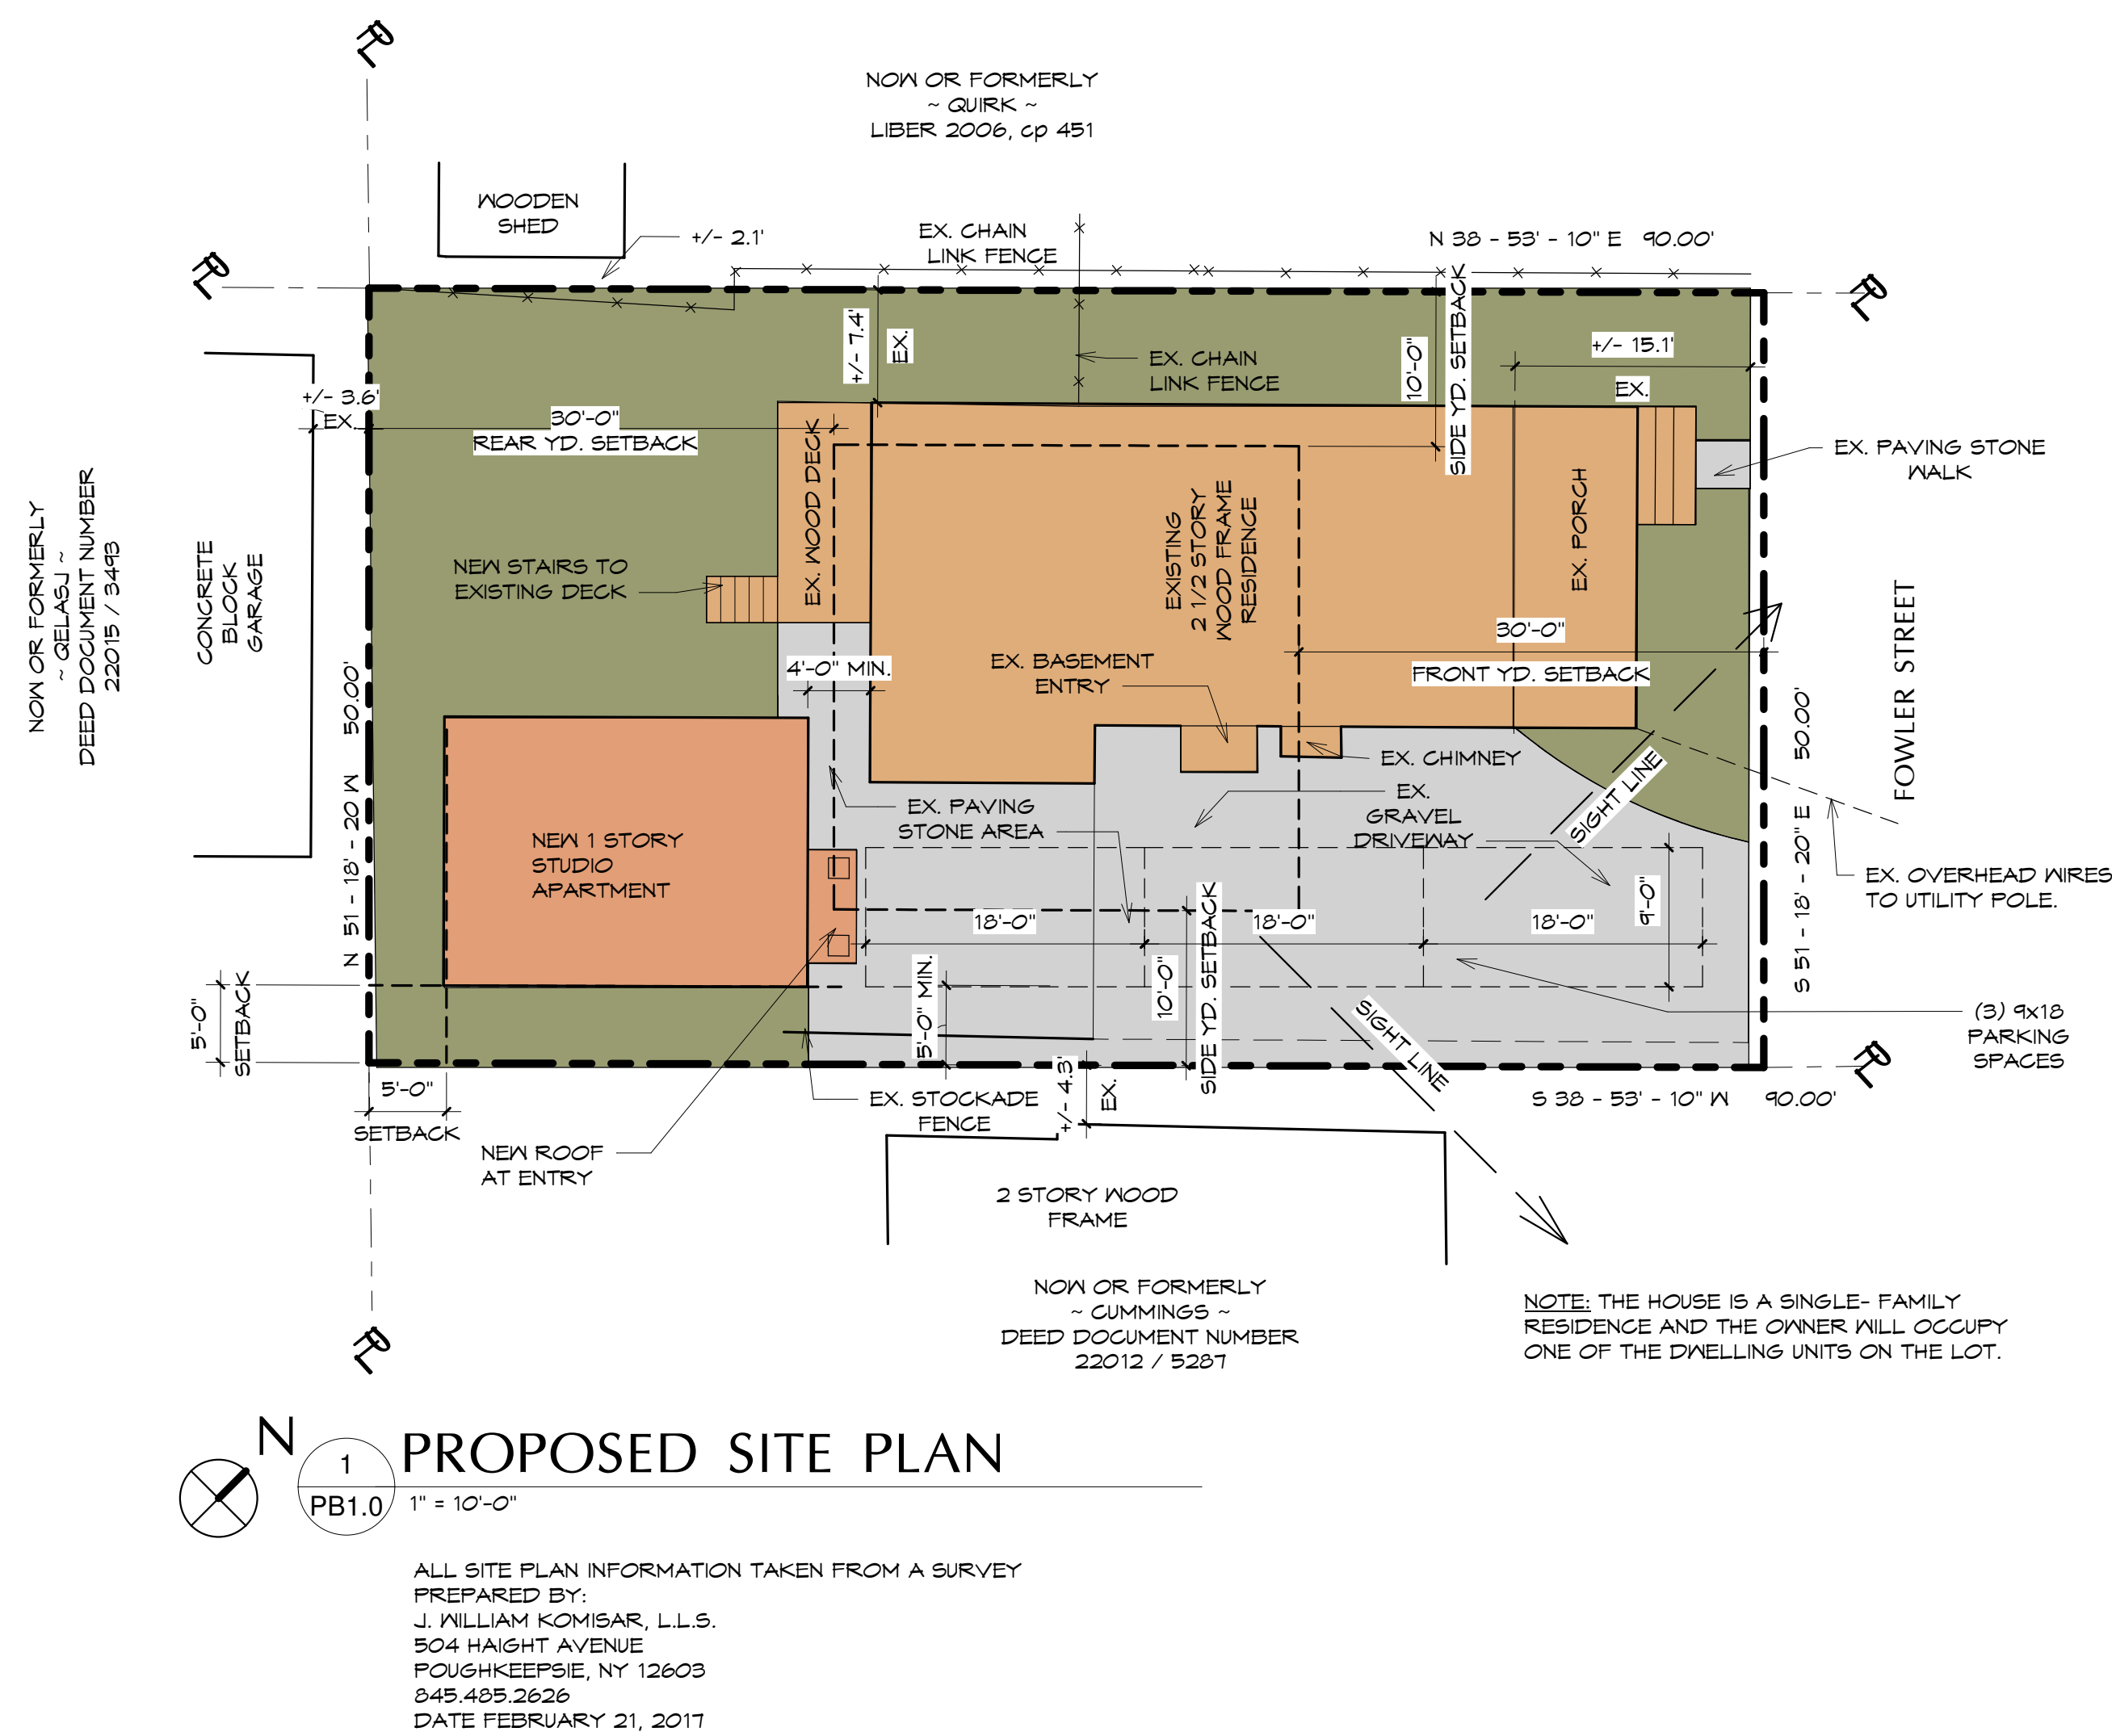 NOW OR FORMERLY
~ QUIRK ~
LIBER 2006, cp 451
WOODEN
SHED
+/- 2.1'
EX. CHAIN
LINK FENCE
N 38 - 53' - 10" E 90.00'
+/- 7.4'
EX.
EX. CHAIN
LINK FENCE
10'-0"
SIDE YD. SETBACK
+/- 15.1'
EX.
+/- 3.6'
EX.
30'-0"
REAR YD. SETBACK
EX. WOOD DECK
EX. PAVING STONE
WALK
NOW OR FORMERLY
~ QELASJ ~
DEED DOCUMENT NUMBER
22015 / 3493
CONCRETE
BLOCK
GARAGE
NEW STAIRS TO
EXISTING DECK
EXISTING
2 1/2 STORY
WOOD FRAME
RESIDENCE
EX. PORCH
30'-0"
FRONT YD. SETBACK
FOWLER STREET
4'-0" MIN.
EX. BASEMENT
ENTRY
N 51 - 18' - 20 W 50.00'
S 51 - 18' - 20" E 50.00'
EX. CHIMNEY
EX. PAVING
STONE AREA
EX.
GRAVEL
DRIVEWAY
SIGHT LINE
NEW 1 STORY
STUDIO
APARTMENT
EX. OVERHEAD WIRES
TO UTILITY POLE.
18'-0"
18'-0"
18'-0"
9'-0"
5'-0"
SETBACK
5'-0" MIN.
10'-0"
SIDE YD. SETBACK
SIGHT LINE
(3) 9x18
PARKING
SPACES
5'-0"
SETBACK
EX. STOCKADE
FENCE
+/- 4.3'
EX.
S 38 - 53' - 10" W 90.00'
NEW ROOF
AT ENTRY
2 STORY WOOD
FRAME
NOW OR FORMERLY
~ CUMMINGS ~
DEED DOCUMENT NUMBER
22012 / 5287
NOTE: THE HOUSE IS A SINGLE- FAMILY
RESIDENCE AND THE OWNER WILL OCCUPY
ONE OF THE DWELLING UNITS ON THE LOT.
N
1
PB1.0
PROPOSED SITE PLAN
1" = 10'-0"
ALL SITE PLAN INFORMATION TAKEN FROM A SURVEY
PREPARED BY:
J. WILLIAM KOMISAR, L.L.S.
504 HAIGHT AVENUE
POUGHKEEPSIE, NY 12603
845.485.2626
DATE FEBRUARY 21, 2017
PL
PL
PL
PL
PL